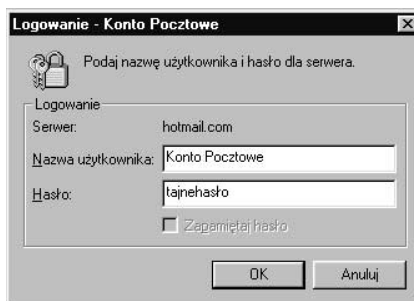 Logowanie - Konto Pocztowe
Podaj nazwę użytkownika i hasło dla serwera.
Logowanie
Serwer: hotmail.com
Nazwa użytkownika: Konto Pocztowe
Hasło: tajnehasło
Zapamiętaj hasło
OK Anuluj